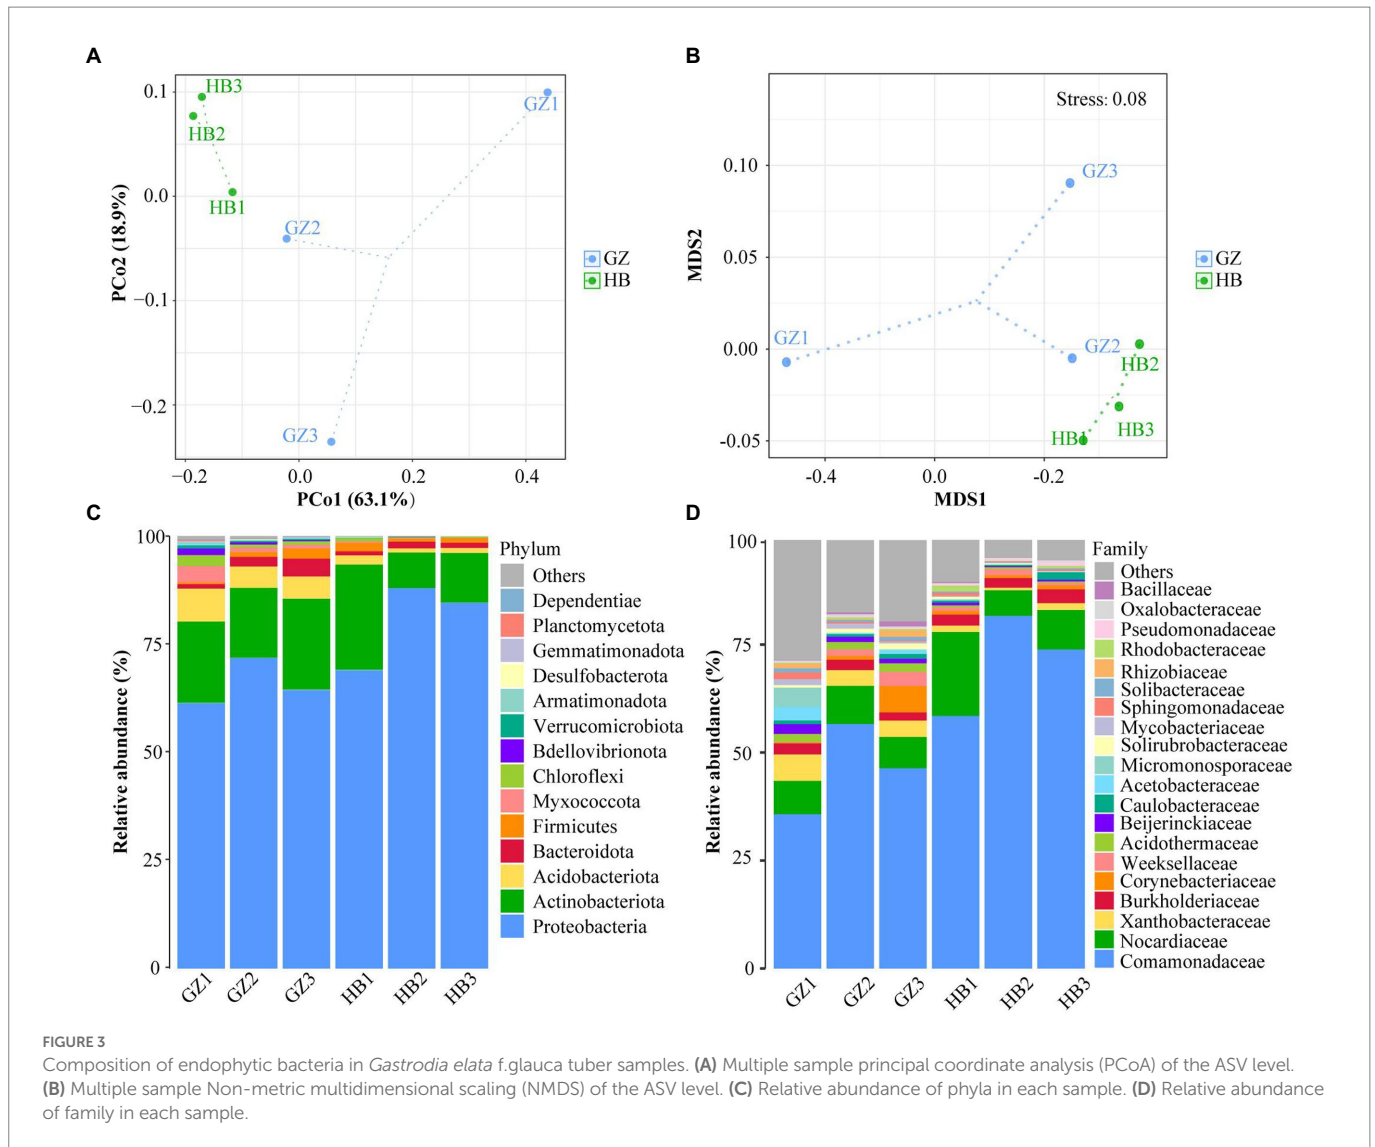 A
0.1
0.0
−0.1
−0.2
PCo2 (18.9%)
HB3
HB2
HB1
GZ1
GZ2
GZ3
−0.2
0.0
0.2
0.4
PCo1 (63.1%)
GZ
HB
B
Stress: 0.08
0.10
0.05
0.00
-0.05
MDS2
GZ3
GZ1
GZ2
HB2
HB3
HB1
-0.4
0.0
-0.2
MDS1
GZ
HB
C
100
75
50
25
0
Relative abundance (%)
GZ1
GZ2
GZ3
HB1
HB2
HB3
Phylum
Others
Dependentiae
Planctomycetota
Gemmatimonadota
Desulfobacterota
Armatimonadota
Verrucomicrobiota
Bdellovibrionota
Chloroflexi
Myxococcota
Firmicutes
Bacteroidota
Acidobacteriota
Actinobacteriota
Proteobacteria
D
100
75
50
25
0
Relative abundance (%)
GZ1
GZ2
GZ3
HB1
HB2
HB3
Family
Others
Bacillaceae
Oxalobacteraceae
Pseudomonadaceae
Rhodobacteraceae
Rhizobiaceae
Solibacteraceae
Sphingomonadaceae
Mycobacteriaceae
Solirubrobacteraceae
Micromonosporaceae
Acetobacteraceae
Caulobacteraceae
Beijerinckiaceae
Acidothermaceae
Weeksellaceae
Corynebacteriaceae
Burkholderiaceae
Xanthobacteraceae
Nocardiaceae
Comamonadaceae
FIGURE 3
Composition of endophytic bacteria in Gastrodia elata f.glauca tuber samples. (A) Multiple sample principal coordinate analysis (PCoA) of the ASV level.
(B) Multiple sample Non-metric multidimensional scaling (NMDS) of the ASV level. (C) Relative abundance of phyla in each sample. (D) Relative abundance
of family in each sample.